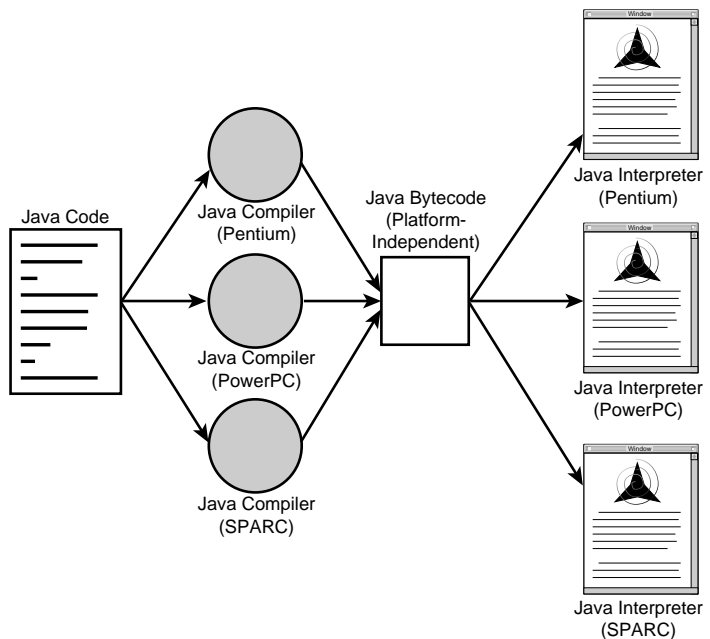 Java Code
Java Compiler
(Pentium)
Java Compiler
(PowerPC)
Java Compiler
(SPARC)
Java Bytecode
(Platform-
Independent)
Window
Java Interpreter
(Pentium)
Window
Java Interpreter
(PowerPC)
Window
Java Interpreter
(SPARC)